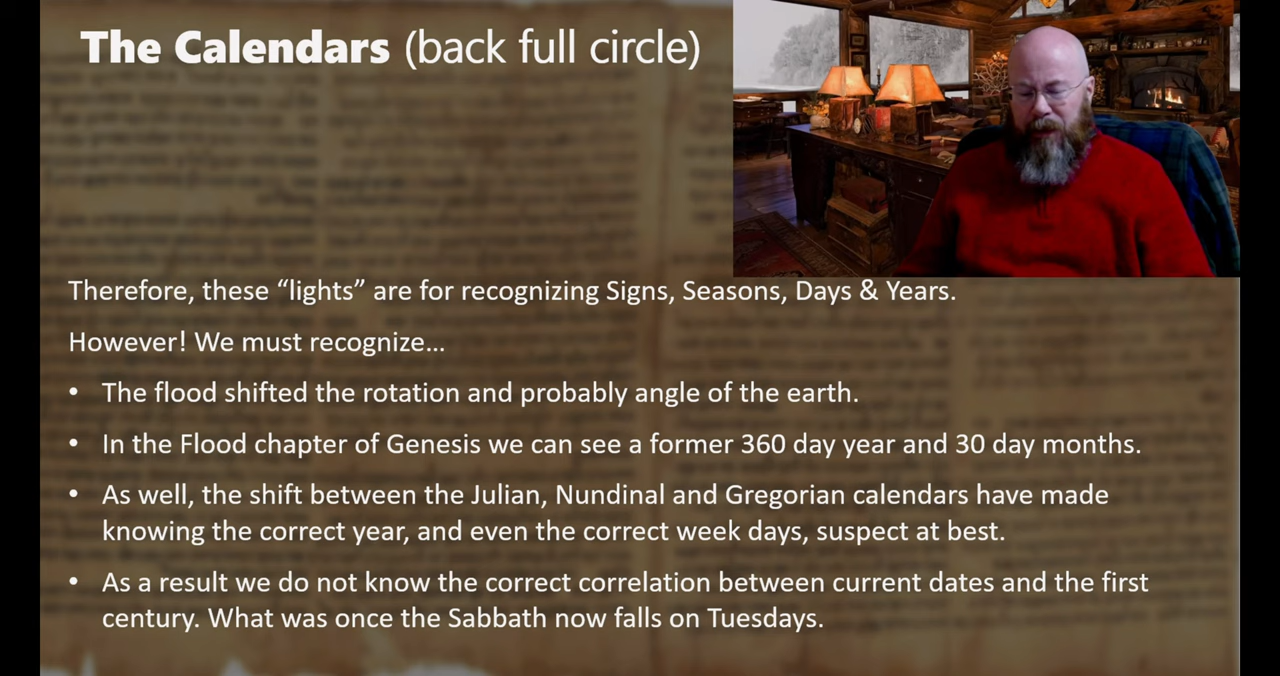 The Calendars (back full circle)
Therefore, these “lights” are for recognizing Signs, Seasons, Days & Years.
However! We must recognize...
• The flood shifted the rotation and probably angle of the earth.
• In the Flood chapter of Genesis we can see a former 360 day year and 30 day months.
• As well, the shift between the Julian, Nundinal and Gregorian calendars have made
knowing the correct year, and even the correct week days, suspect at best.
• As a result we do not know the correct correlation between current dates and the first
century. What was once the Sabbath now falls on Tuesdays.